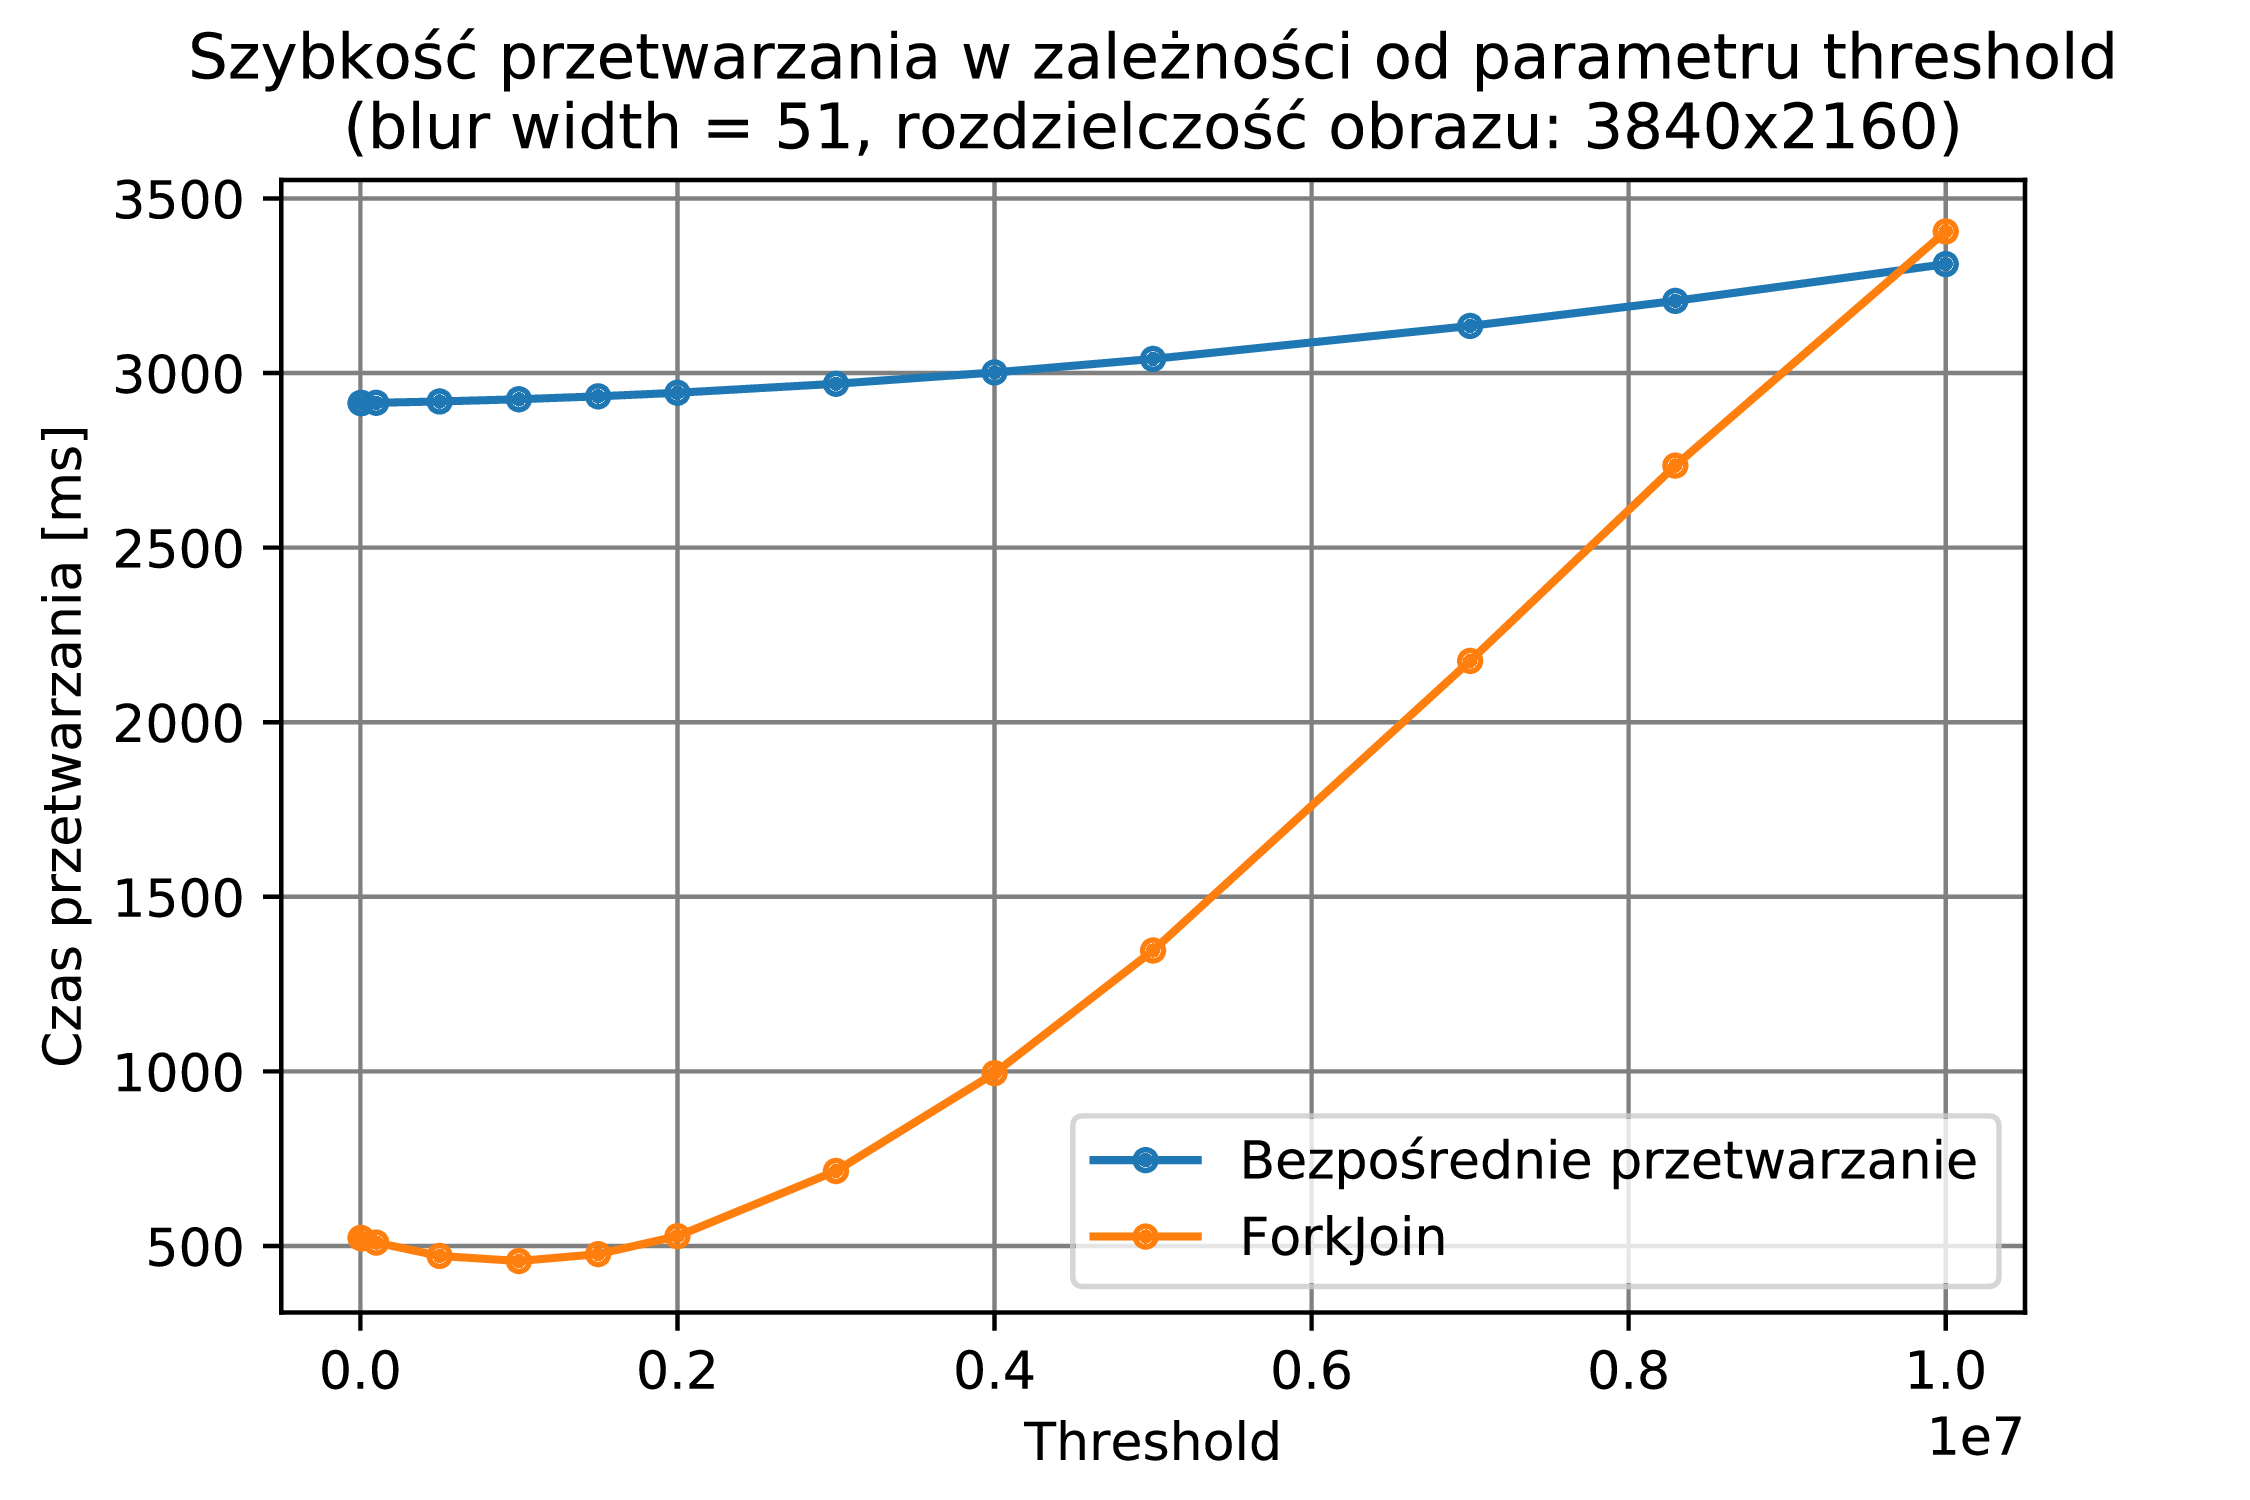 Szybkość przetwarzania w zależności od parametru threshold
(blur width = 51, rozdzielczość obrazu: 3840x2160)
3500
3000
2500
2000
1500
1000
500
Czas przetwarzania [ms]
Bezpośrednie przetwarzanie
ForkJoin
0.0 0.2 0.4 0.6 0.8 1.0
1e7
Threshold